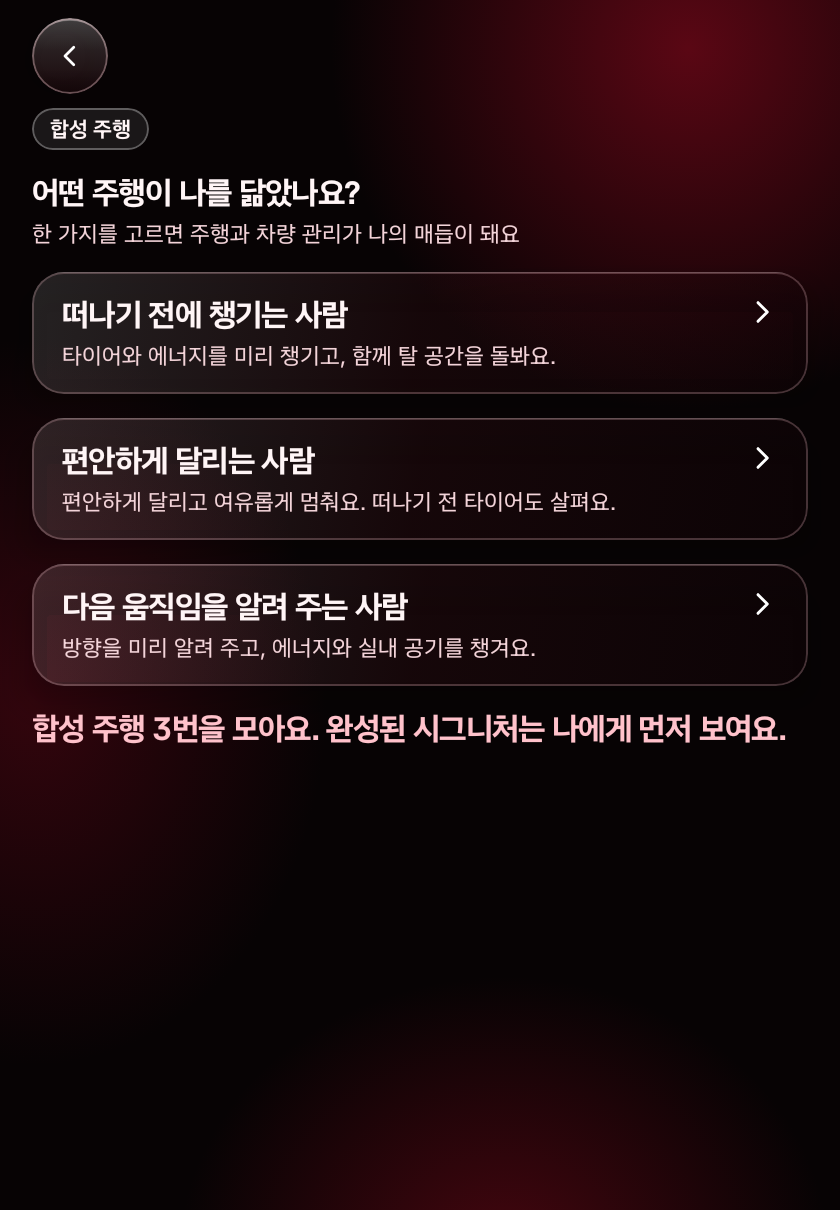 합성 주행
어떤 주행이 나를 닮았나요?
한 가지를 고르면 주행과 차량 관리가 나의 매듭이 돼요
떠나기 전에 챙기는 사람
타이어와 에너지를 미리 챙기고, 함께 탈 공간을 돌봐요.
편안하게 달리는 사람
편안하게 달리고 여유롭게 멈춰요. 떠나기 전 타이어도 살펴요.
다음 움직임을 알려 주는 사람
방향을 미리 알려 주고, 에너지와 실내 공기를 챙겨요.
합성 주행 3번을 모아요. 완성된 시그니처는 나에게 먼저 보여요.